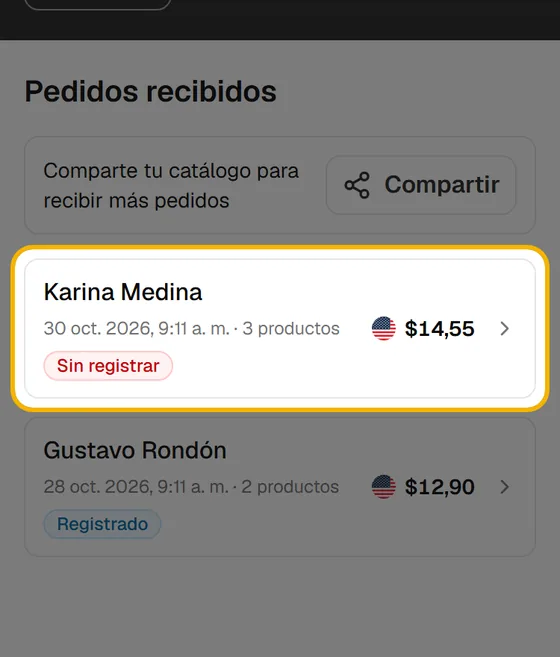 Pedidos recibidos
Comparte tu catálogo para
recibir más pedidos
Compartir
Karina Medina
30 oct. 2026, 9:11 a. m. · 3 productos
$14,55
Sin registrar
Gustavo Rondón
28 oct. 2026, 9:11 a. m. · 2 productos
$12,90
Registrado